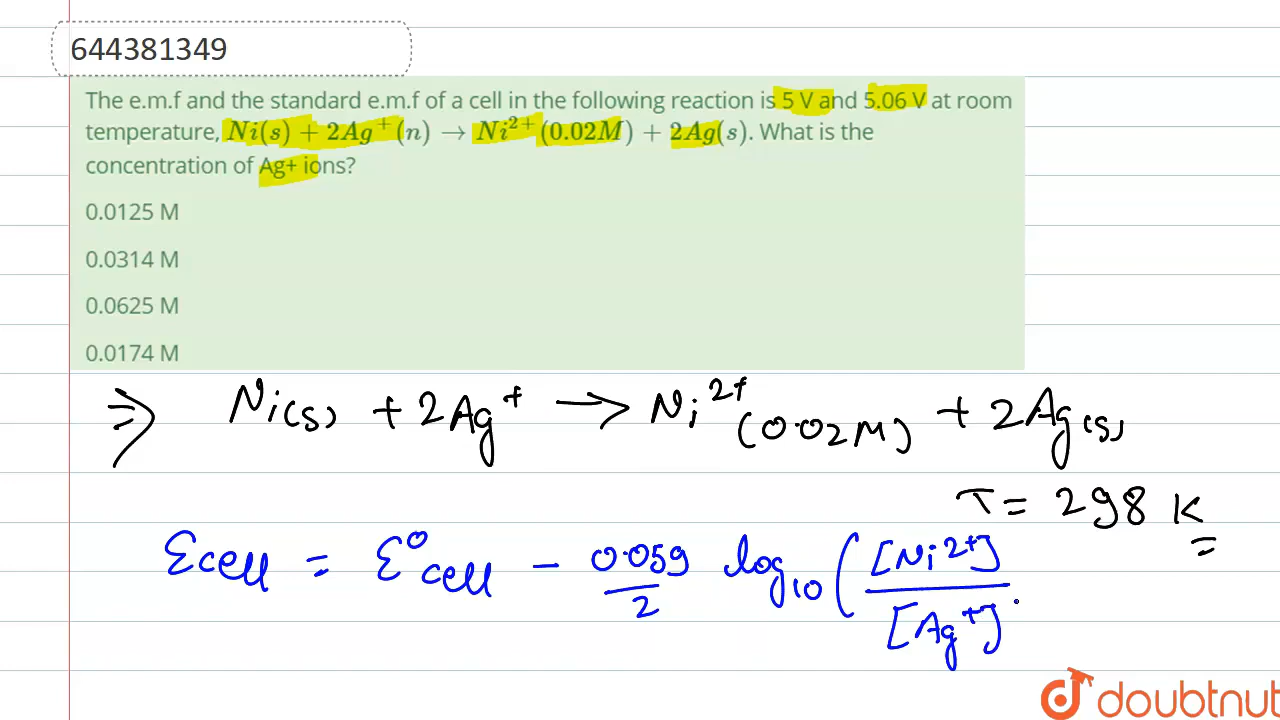 644381349
The e.m.f and the standard e.m.f of a cell in the following reaction is 5 V and 5.06 V at room
temperature, Ni(s) + 2Ag⁺(n) → Ni²⁺(0.02M) + 2Ag(s). What is the
concentration of Ag+ ions?
0.0125 M
0.0314 M
0.0625 M
0.0174 M
⇒ Ni(s) + 2Ag⁺ → Ni²⁺(0.02M) + 2Ag(s)
T = 298 K
Ecell = E⁰cell - 0.059/2 log₁₀ ([Ni²⁺]/[Ag⁺]
doubtnut